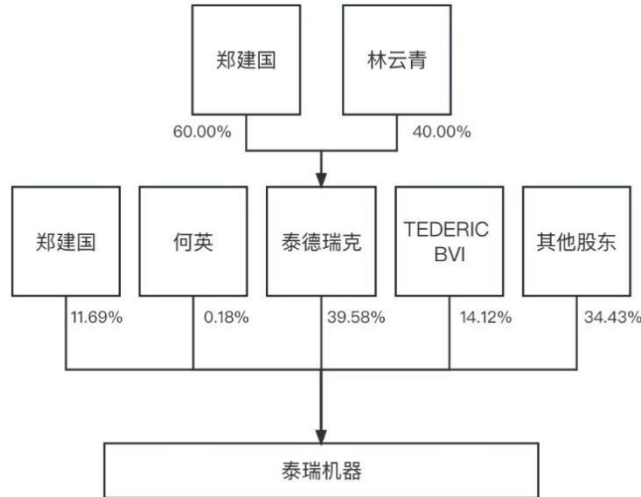 郑建国
林云青
60.00%
40.00%
郑建国
何英
泰德瑞克
TEDERIC
BVI
其他股东
11.69%
0.18%
39.58%
14.12%
34.43%
泰瑞机器